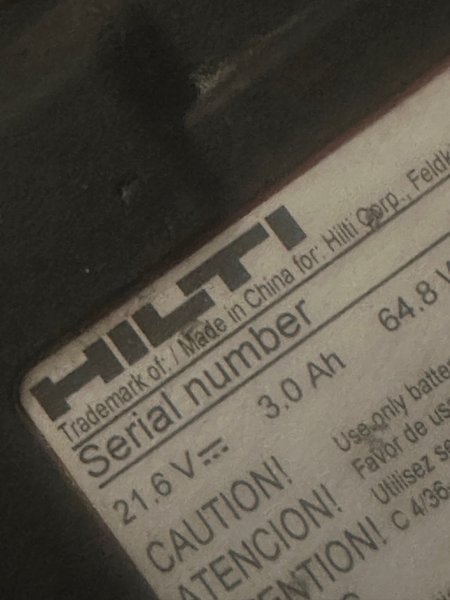 HILTI
Trademark of: / Made in China for: Hilti Corp., Feldk
Serial number
21 6 V 3.0 Ah 64.8 W
CAUTION! Use only batte
ATENCION! Favor de us
ENTION! Utilisez se
C 4/36-